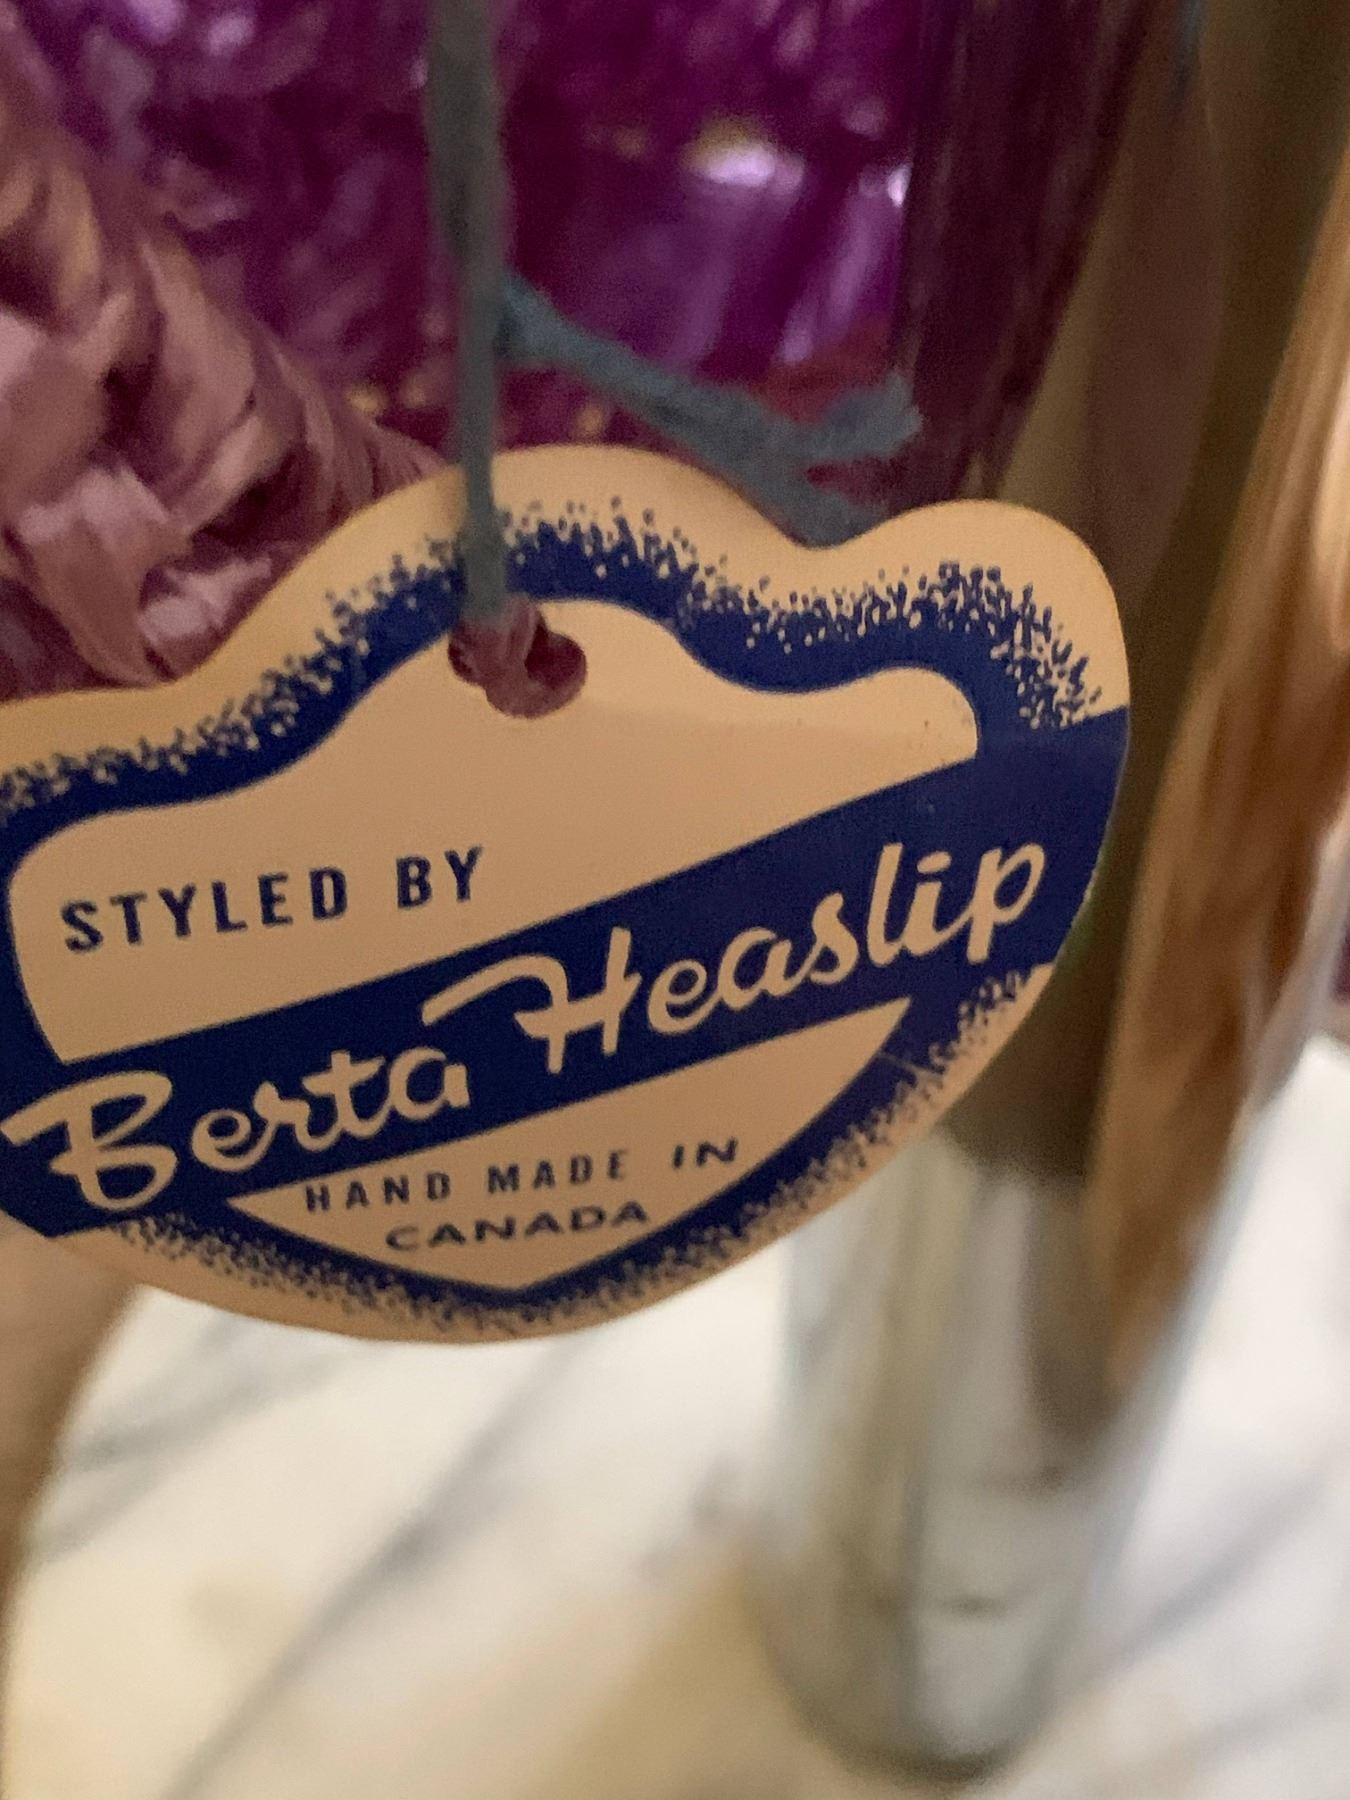 STYLED BY
Berta Heaslip
HAND MADE IN
CANADA